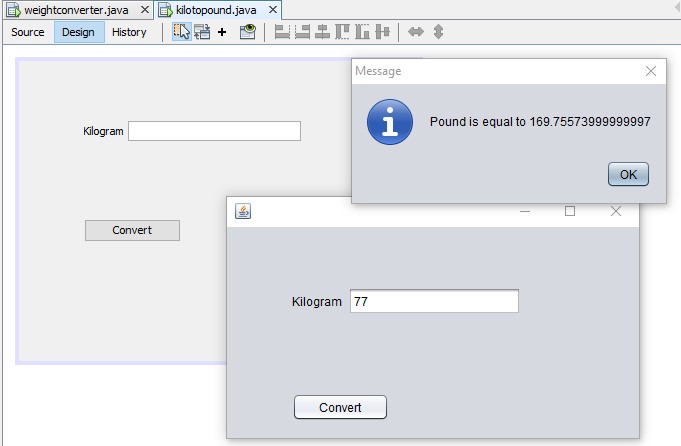 weightconverter.java
kilotopound.java
Source Design History
Message
Pound is equal to 169.75573999999997
OK
Kilogram
Convert
Kilogram 77
Convert